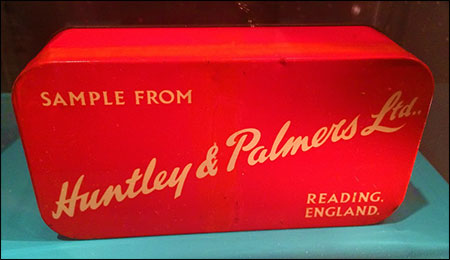 SAMPLE FROM
Huntley & Palmers Ltd..
READING,
ENGLAND.